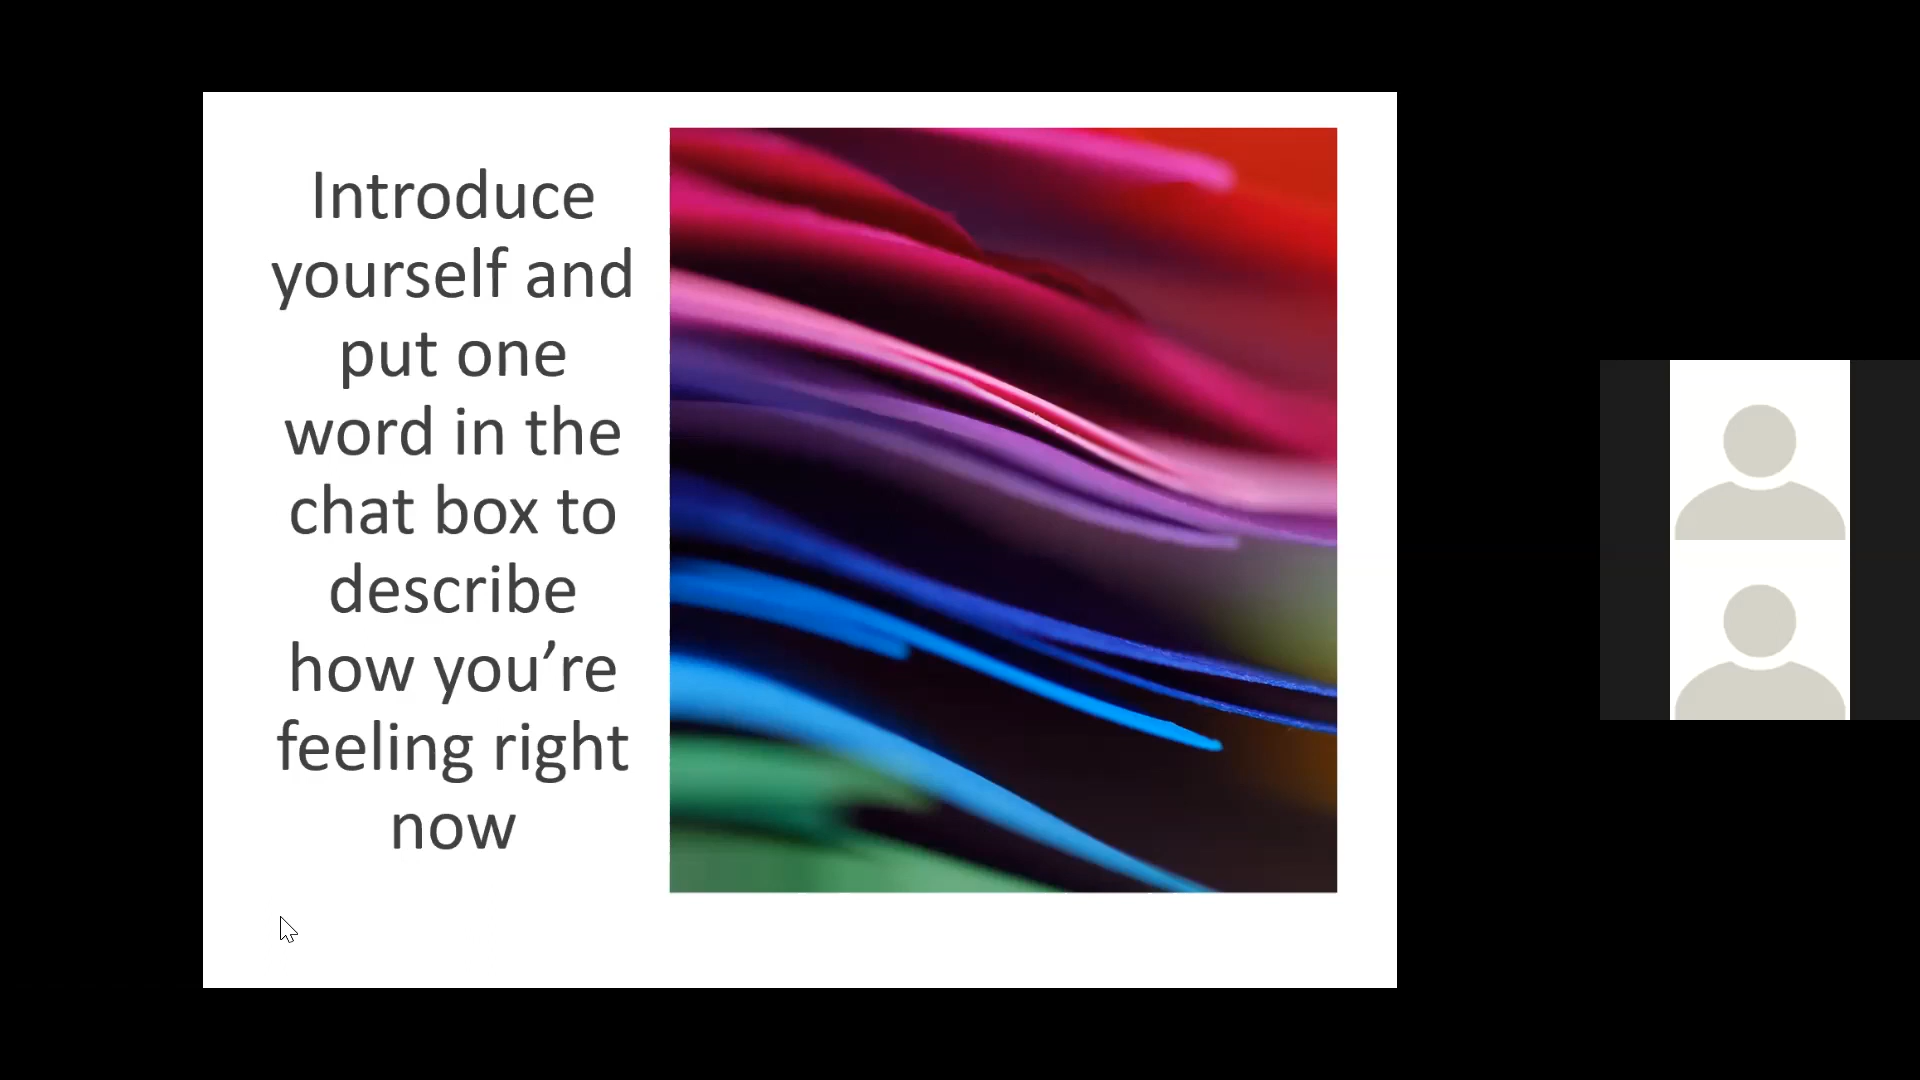 Introduce
yourself and
put one
word in the
chat box to
describe
how you’re
feeling right
now